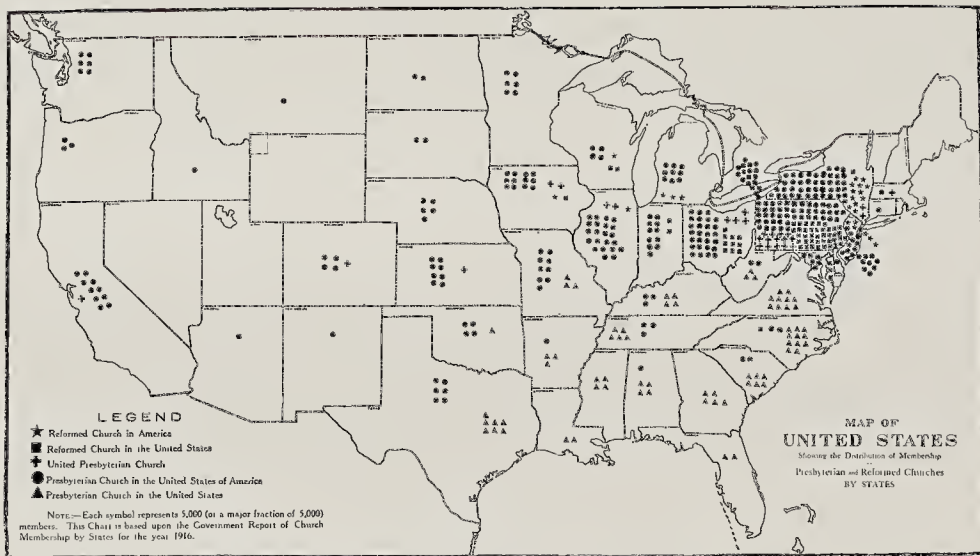 LEGEND
Reformed Church in America
Reformed Church in the United States
United Presbyterian Church
Presbyterian Church in the United States of America
Presbyterian Church in the United States
NOTE:—Each symbol represents 5,000 (or a major fraction of 5,000)
members. This Chart is based upon the Government Report of Church
Membership by States for the year 1916.
MAP OF
UNITED STATES
Showing the Distribution of Membership
Presbyterian and Reformed Churches
BY STATES